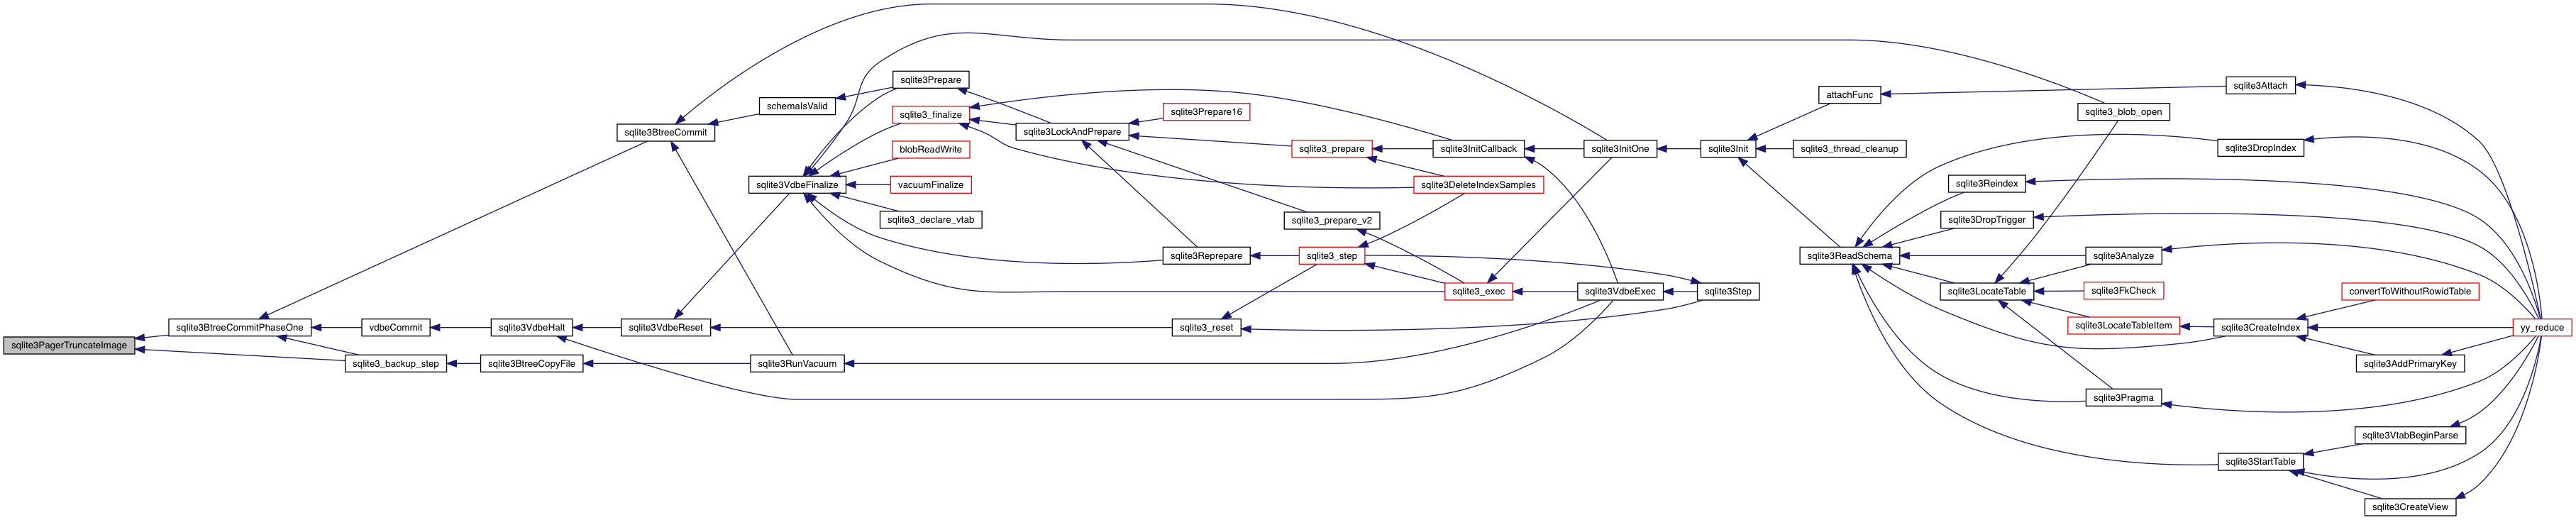 sqlite3PagerTruncateImage
sqlite3BtreeCommitPhaseOne
sqlite3_backup_step
vdbeCommit
sqlite3BtreeCopyFile
sqlite3VdbeHalt
sqlite3BtreeCommit
sqlite3VdbeReset
schemaIsValid
sqlite3VdbeFinalize
sqlite3RunVacuum
sqlite3Prepare
sqlite3_finalize
blobReadWrite
vacuumFinalize
sqlite3_declare_vtab
sqlite3LockAndPrepare
sqlite3Prepare16
sqlite3Reprepare
sqlite3_reset
sqlite3_prepare
sqlite3_prepare_v2
sqlite3_step
sqlite3InitCallback
sqlite3DeleteIndexSamples
sqlite3_exec
sqlite3InitOne
sqlite3VdbeExec
sqlite3Init
sqlite3Step
attachFunc
sqlite3_thread_cleanup
sqlite3ReadSchema
sqlite3Reindex
sqlite3DropTrigger
sqlite3LocateTable
sqlite3_blob_open
sqlite3Analyze
sqlite3FkCheck
sqlite3LocateTableItem
sqlite3Pragma
sqlite3Attach
sqlite3DropIndex
sqlite3CreateIndex
sqlite3StartTable
convertToWithoutRowidTable
sqlite3AddPrimaryKey
sqlite3VtabBeginParse
sqlite3CreateView
yy_reduce